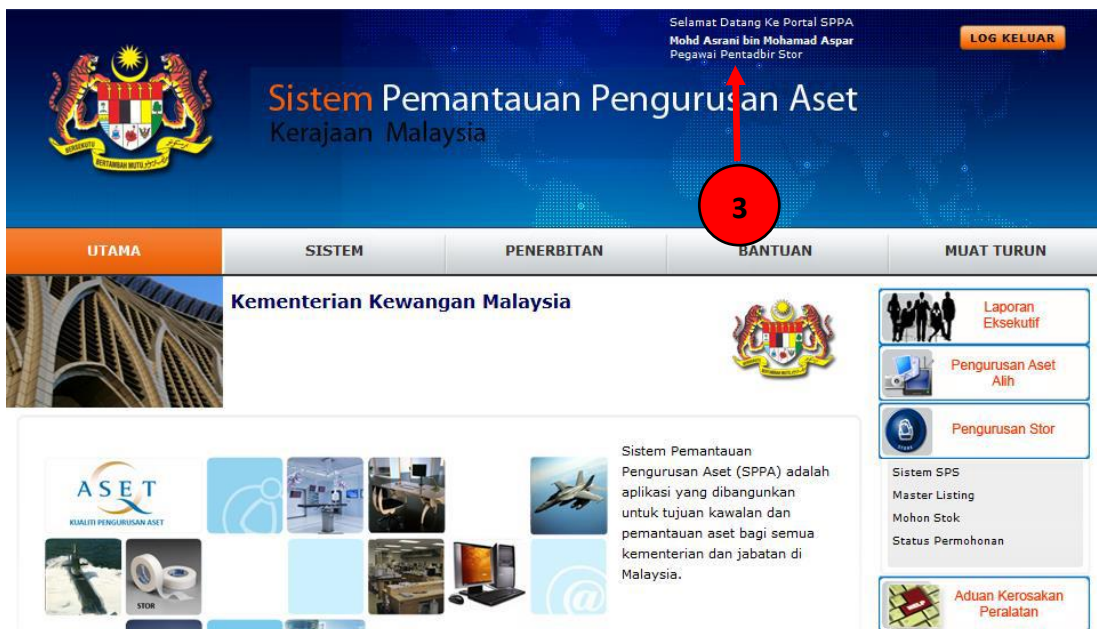 Selamat Datang Ke Portal SPPA
Mohd Asrani bin Mohamad Aspar
Pegawai Pentadbir Stor
LOG KELUAR
Sistem Pemantauan Pengurusan Aset
Kerajaan Malaysia
BERSEKUTU BERTAMBAH MUTU
3
UTAMA
SISTEM
PENERBITAN
BANTUAN
MUAT TURUN
Kementerian Kewangan Malaysia
Laporan
Eksekutif
Pengurusan Aset
Alih
Pengurusan Stor
Sistem SPS
Master Listing
Mohon Stok
Status Permohonan
Aduan Kerosakan
Peralatan
HELP
ASET
KUALITI PENGURUSAN ASET
STOR
Sistem Pemantauan
Pengurusan Aset (SPPA) adalah
aplikasi yang dibangunkan
untuk tujuan kawalan dan
pemantauan aset bagi semua
kementerian dan jabatan di
Malaysia.